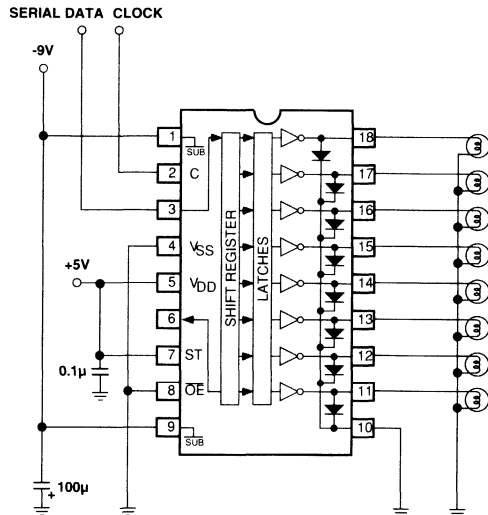 SERIAL DATA CLOCK
-9V
1 SUB 18
2 C 17
3 16
4 VSS 15
+5V
5 VDD 14
6 13
7 ST 12
0.1μ
8 OE 11
9 SUB 10
SHIFT REGISTER
LATCHES
100μ
+